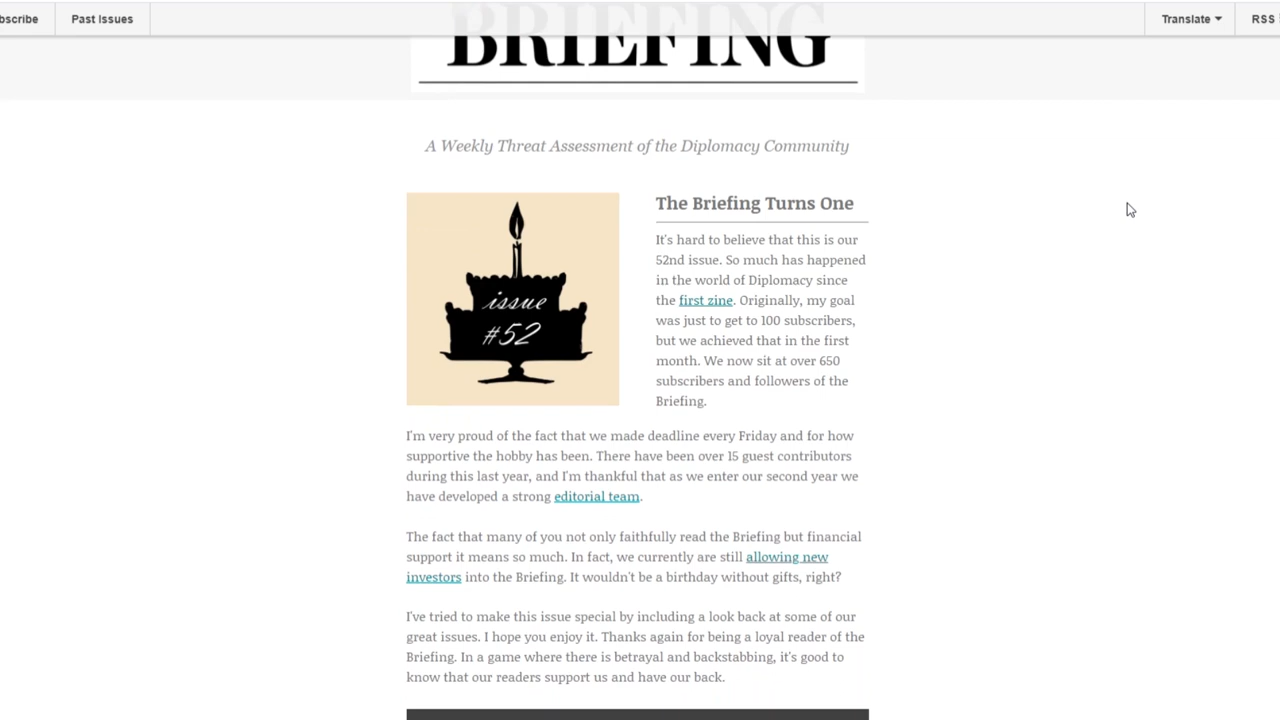 Past Issues
Translate
RSS
BRIEFING
A Weekly Threat Assessment of the Diplomacy Community
issue
#52
The Briefing Turns One
It's hard to believe that this is our
52nd issue. So much has happened
in the world of Diplomacy since
the first zine. Originally, my goal
was just to get to 100 subscribers,
but we achieved that in the first
month. We now sit at over 650
subscribers and followers of the
Briefing.
I'm very proud of the fact that we made deadline every Friday and for how
supportive the hobby has been. There have been over 15 guest contributors
during this last year, and I'm thankful that as we enter our second year we
have developed a strong editorial team.
The fact that many of you not only faithfully read the Briefing but financial
support it means so much. In fact, we currently are still allowing new
investors into the Briefing. It wouldn't be a birthday without gifts, right?
I've tried to make this issue special by including a look back at some of our
great issues. I hope you enjoy it. Thanks again for being a loyal reader of the
Briefing. In a game where there is betrayal and backstabbing, it's good to
know that our readers support us and have our back.